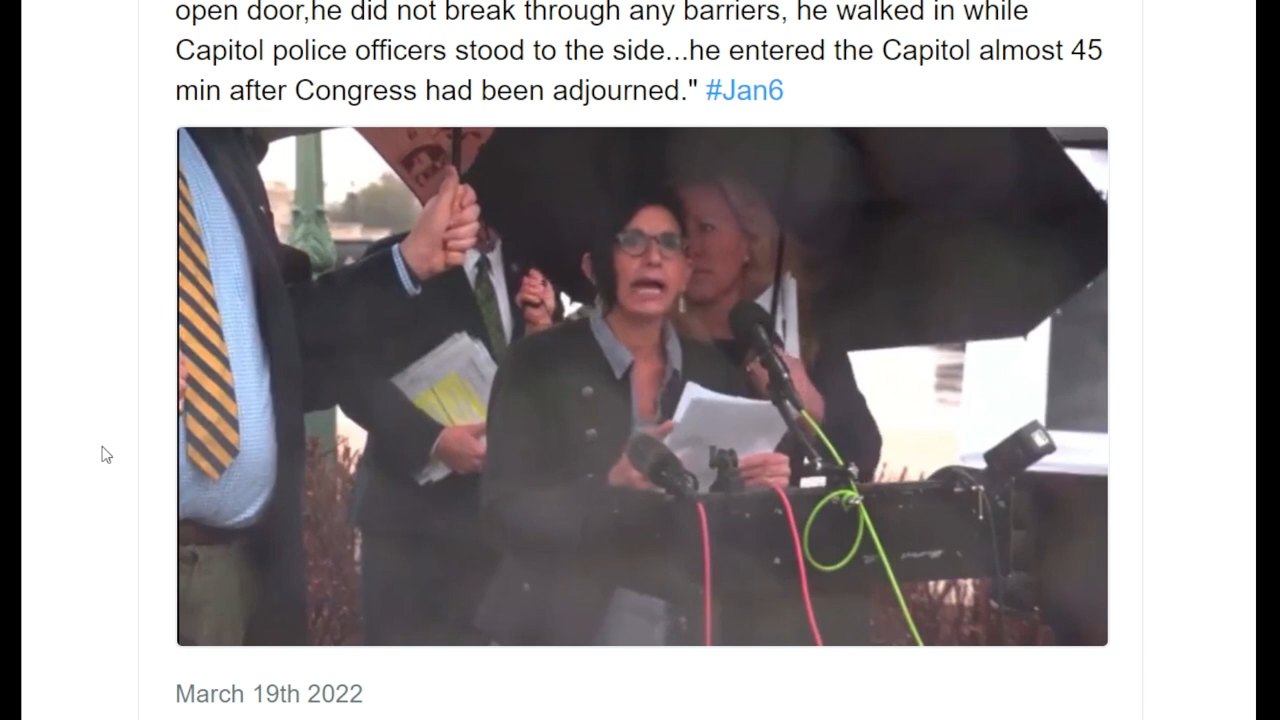 open door,he did not break through any barriers, he walked in while
Capitol police officers stood to the side...he entered the Capitol almost 45
min after Congress had been adjourned." #Jan6
March 19th 2022